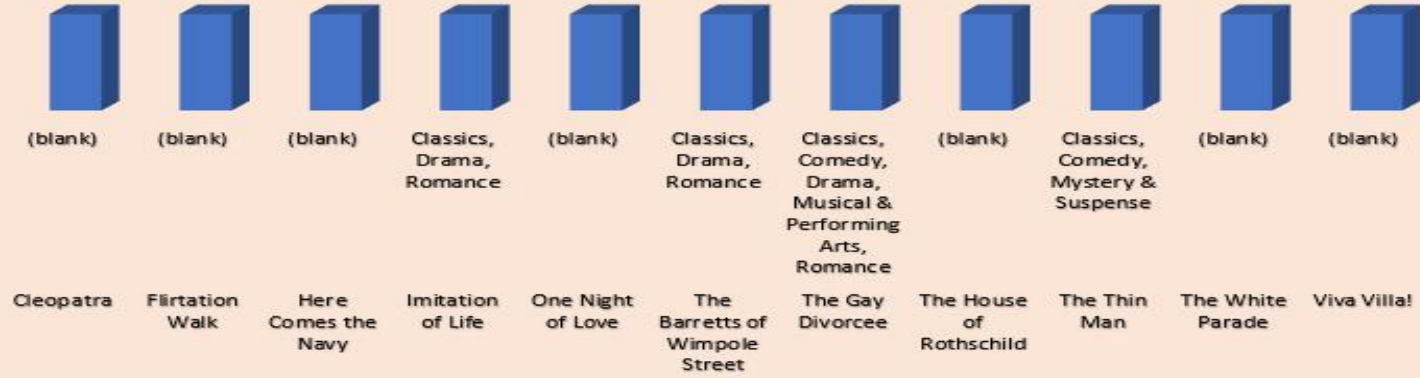 (blank)
(blank)
(blank)
Classics,
Drama,
Romance
(blank)
Classics,
Drama,
Romance
Classics,
Comedy,
Drama,
Musical &
Performing
Arts,
Romance
(blank)
Classics,
Comedy,
Mystery &
Suspense
(blank)
(blank)
Cleopatra
Flirtation
Walk
Here
Comes the
Navy
Imitation
of Life
One Night
of Love
The
Barretts of
Wimpole
Street
The Gay
Divorcee
The House
of
Rothschild
The Thin
Man
The White
Parade
Viva Villa!